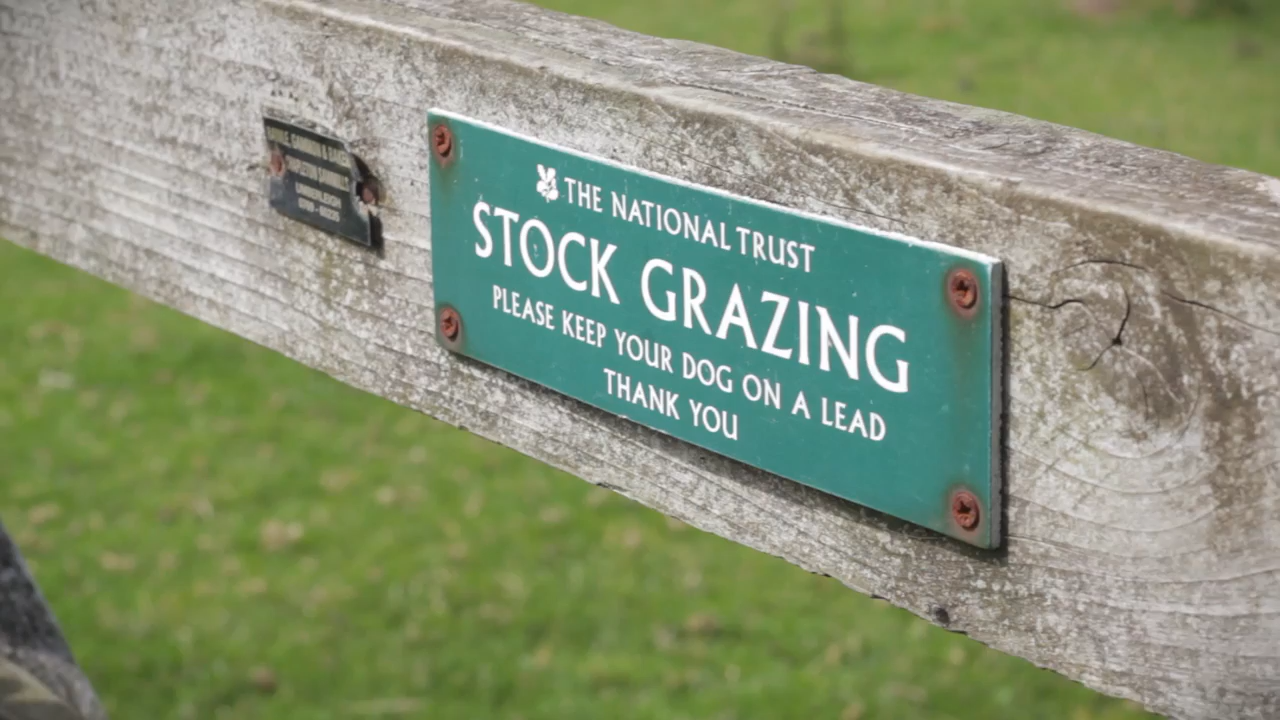 THE NATIONAL TRUST
STOCK GRAZING
PLEASE KEEP YOUR DOG ON A LEAD
THANK YOU